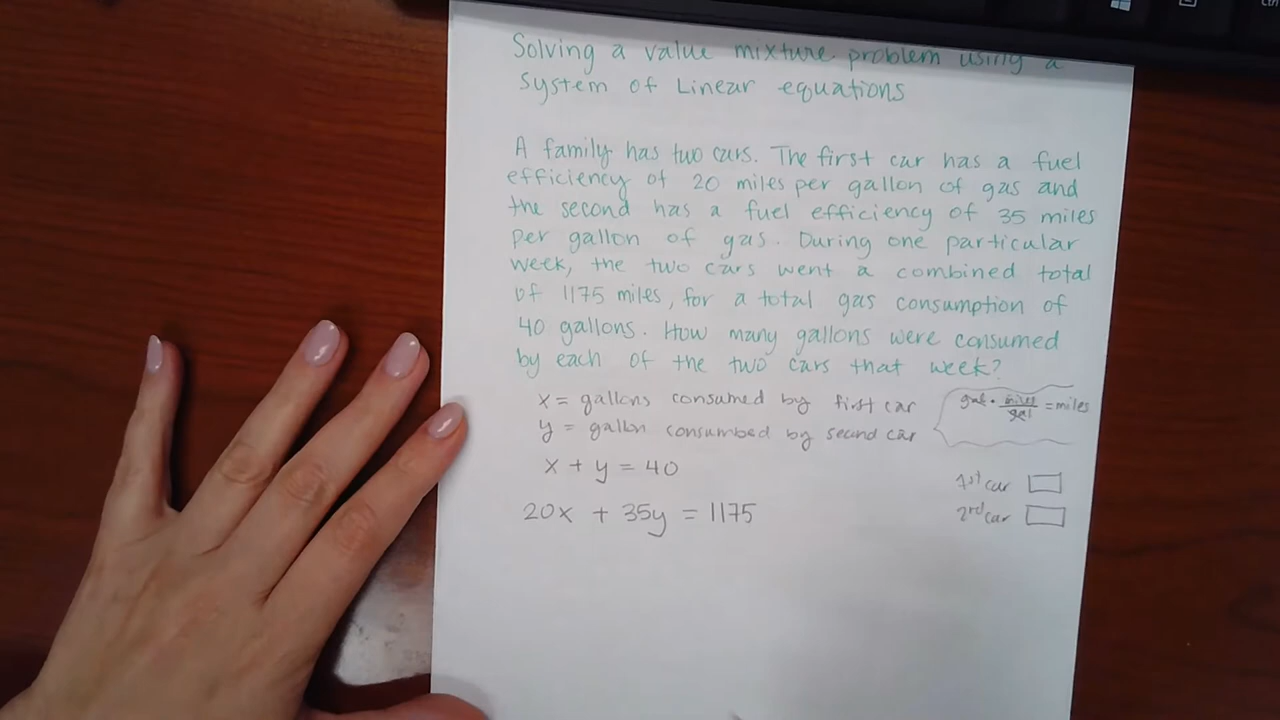 Solving a value mixture problem using a
system of Linear equations
A family has two cars. The first car has a fuel
efficiency of 20 miles per gallon of gas and
the second has a fuel efficiency of 35 miles
per gallon of gas. During one particular
week, the two cars went a combined total
of 1175 miles, for a total gas consumption of
40 gallons. How many gallons were consumed
by each of the two cars that week?
x = gallons consumed by first car
y = gallon consumbed by second car
gal · miles/gal = miles
x + y = 40
20x + 35y = 1175
1st car
2nd car
ctrl